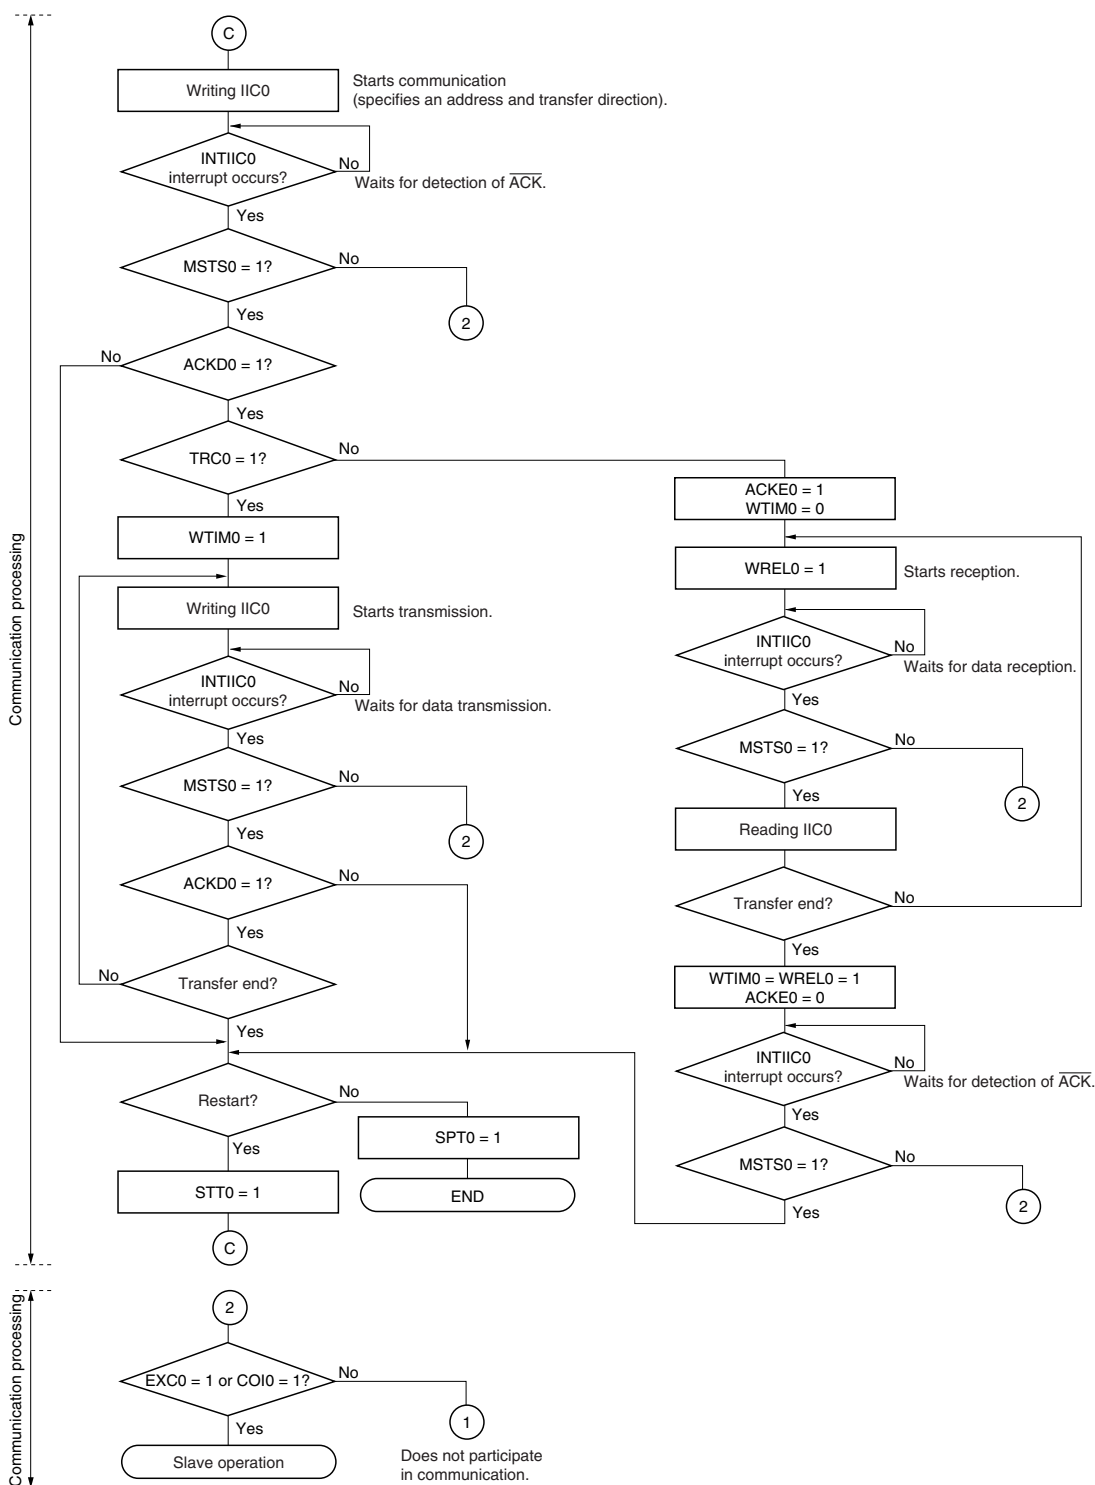 C
Writing IIC0
Starts communication
(specifies an address and transfer direction).
INTIIC0
interrupt occurs?
No
Waits for detection of ACK.
Yes
MSTS0 = 1?
No
2
Yes
ACKD0 = 1?
No
Yes
TRC0 = 1?
No
Yes
WTIM0 = 1
Writing IIC0
Starts transmission.
INTIIC0
interrupt occurs?
No
Waits for data transmission.
Yes
MSTS0 = 1?
No
2
Yes
ACKD0 = 1?
No
Yes
Transfer end?
No
Yes
Restart?
No
SPT0 = 1
END
Yes
STT0 = 1
C
ACKE0 = 1
WTIM0 = 0
WREL0 = 1
Starts reception.
INTIIC0
interrupt occurs?
No
Waits for data reception.
Yes
MSTS0 = 1?
No
2
Yes
Reading IIC0
Transfer end?
No
Yes
WTIM0 = WREL0 = 1
ACKE0 = 0
INTIIC0
interrupt occurs?
No
Waits for detection of ACK.
Yes
MSTS0 = 1?
No
2
Yes
Communication processing
2
EXC0 = 1 or COI0 = 1?
No
1
Does not participate
in communication.
Yes
Slave operation
Communication processing